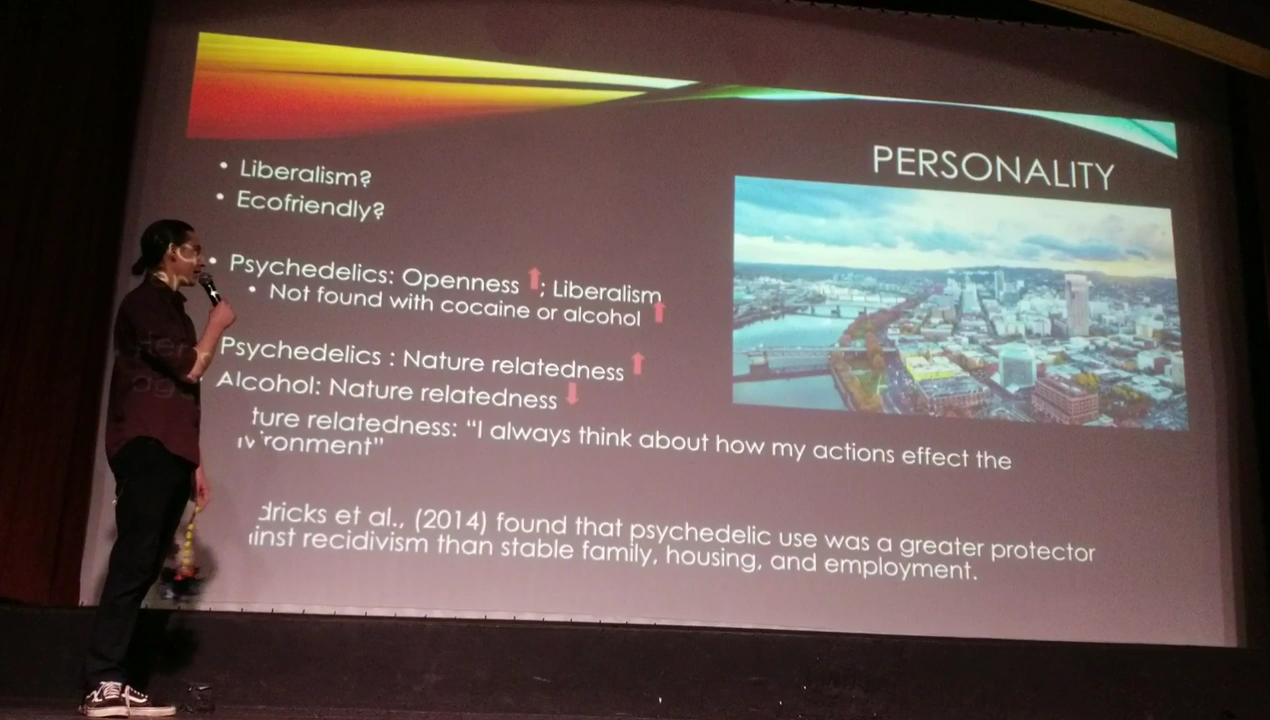 PERSONALITY
• Liberalism?
• Ecofriendly?
• Psychedelics: Openness ⬆; Liberalism ⬆
• Not found with cocaine or alcohol
Psychedelics : Nature relatedness ⬆
Alcohol: Nature relatedness ⬇
ture relatedness: “I always think about how my actions effect the
ronment”
dricks et al., (2014) found that psychedelic use was a greater protector
inst recidivism than stable family, housing, and employment.